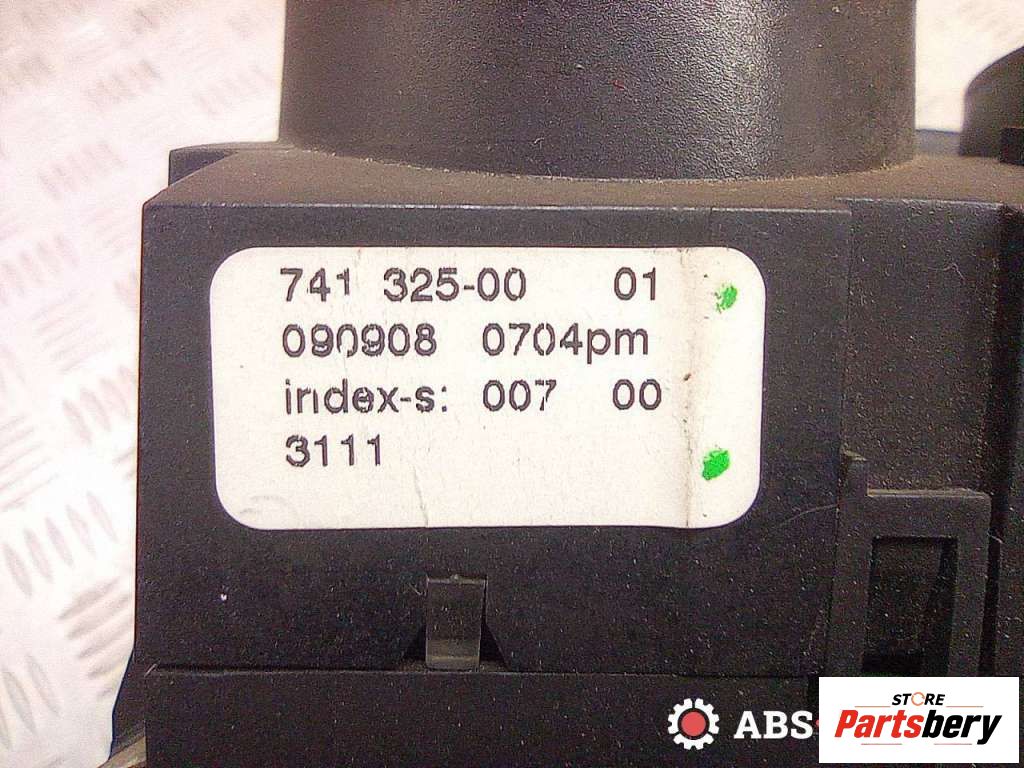 741 325-00 01
090908 0704pm
index-s: 007 00
3111
ABS
STORE
Partsbery